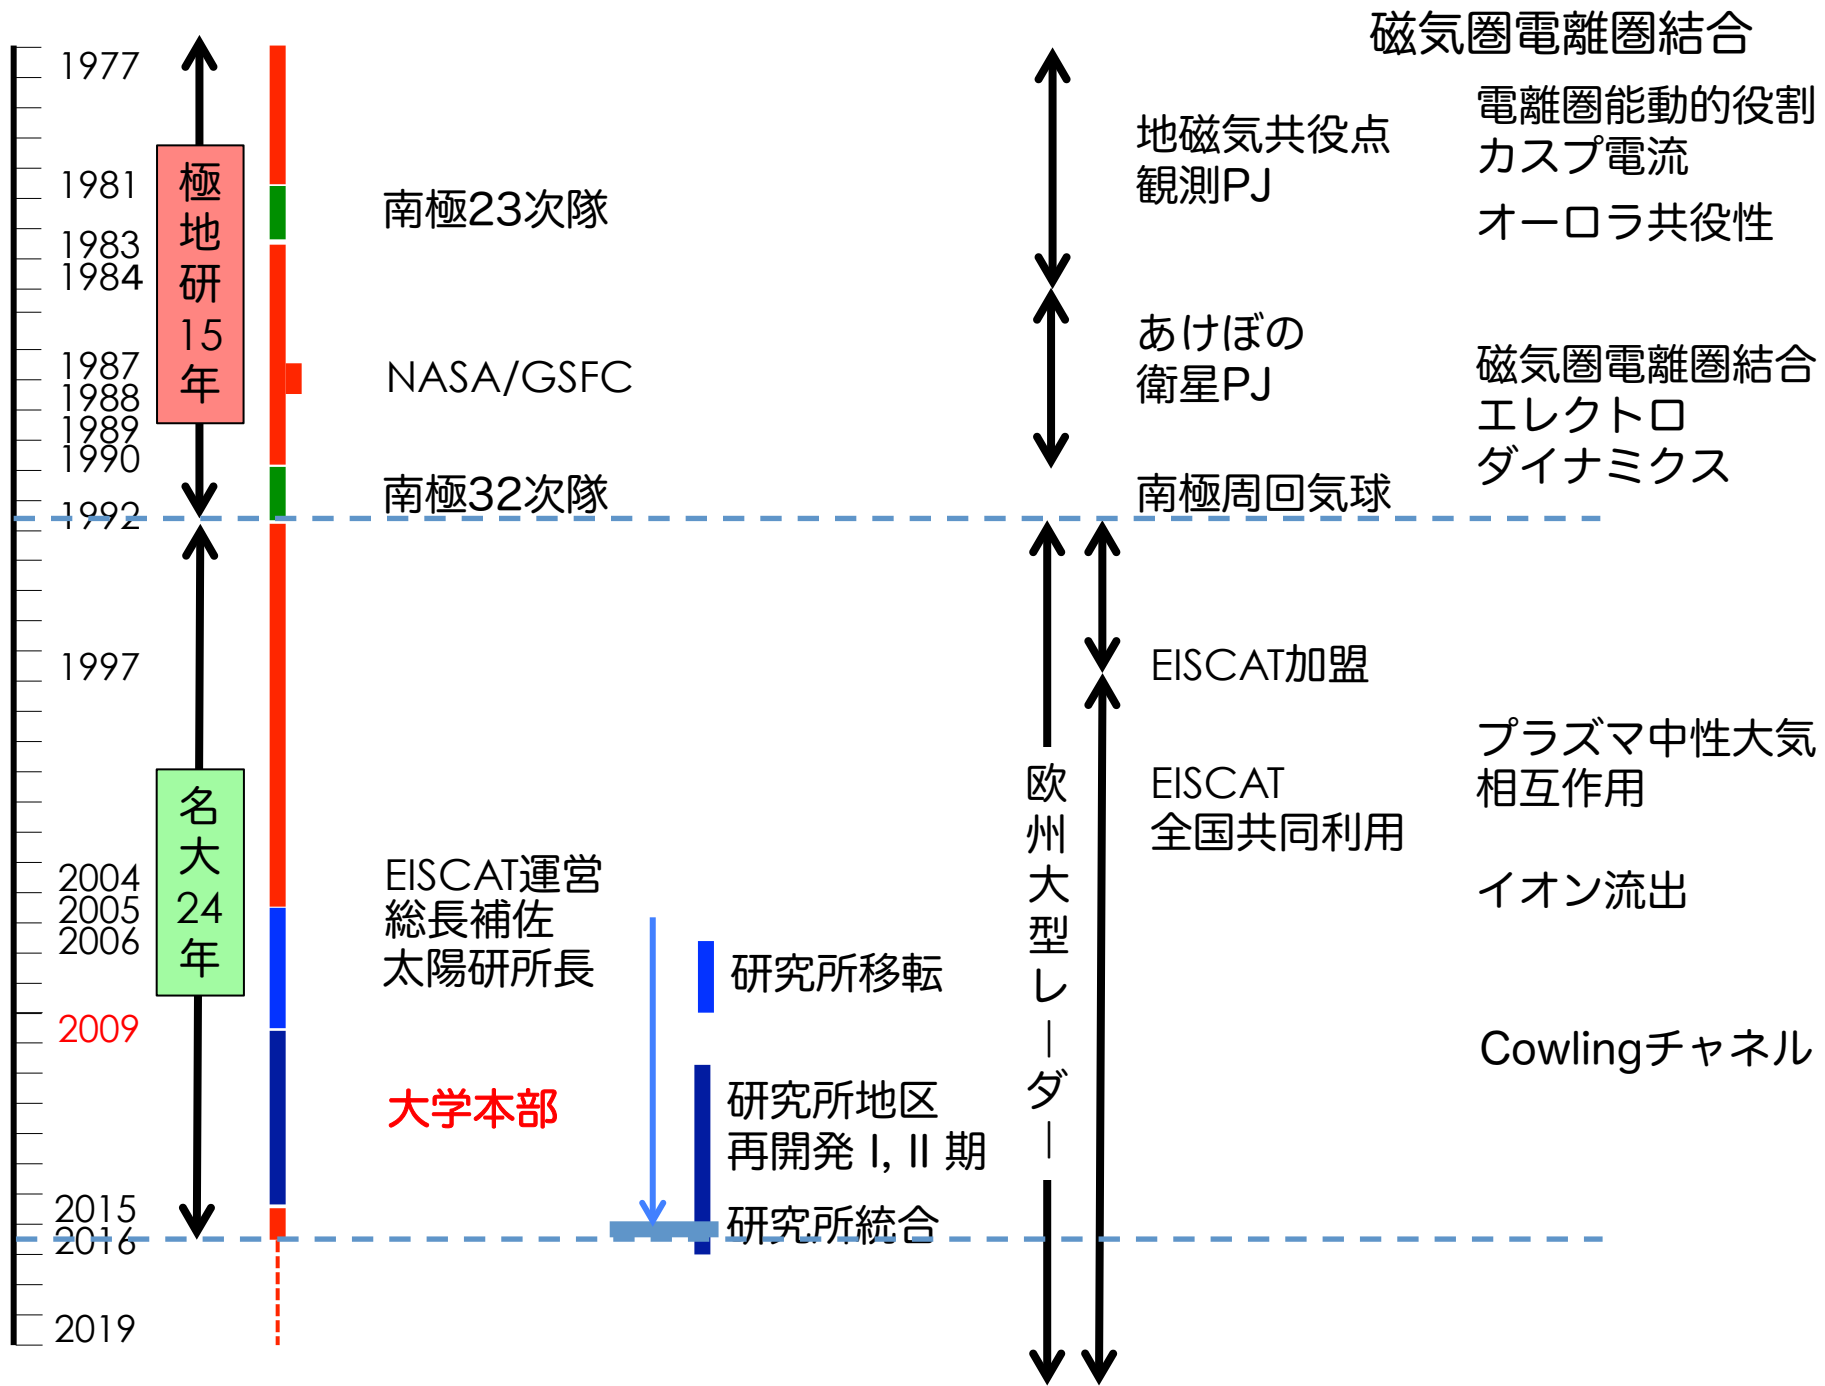 磁気圏電離圏結合
1977
1981
1983
1984
1987
1988
1989
1990
1992
1997
2004
2005
2006
2009
2015
2016
2019
極地研15年
名大24年
南極23次隊
NASA/GSFC
南極32次隊
EISCAT運営
総長補佐
太陽研所長
大学本部
研究所移転
研究所地区
再開発 I, II 期
研究所統合
欧州大型レーダー
地磁気共役点
観測PJ
あけぼの
衛星PJ
南極周回気球
EISCAT加盟
EISCAT
全国共同利用
電離圏能動的役割
カスプ電流
オーロラ共役性
磁気圏電離圏結合
エレクトロ
ダイナミクス
プラズマ中性大気
相互作用
イオン流出
Cowlingチャネル